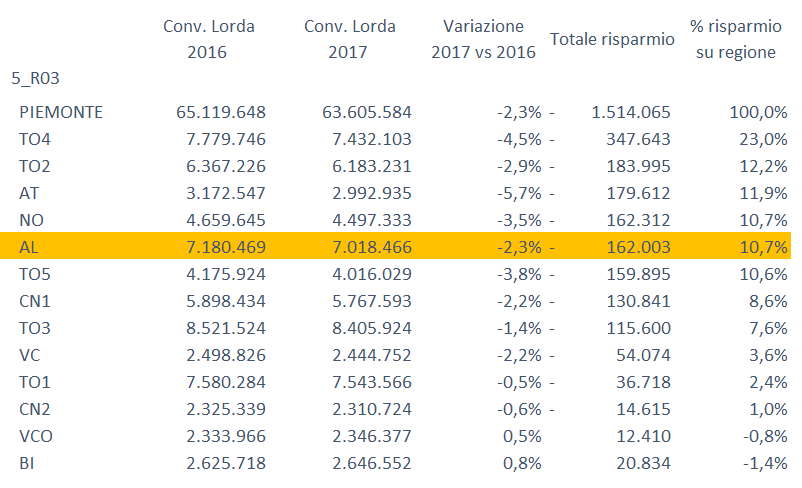 Conv. Lorda 2016 Conv. Lorda 2017 Variazione 2017 vs 2016 Totale risparmio % risparmio su regione
5_R03
PIEMONTE 65.119.648 63.605.584 -2,3% - 1.514.065 100,0%
TO4 7.779.746 7.432.103 -4,5% - 347.643 23,0%
TO2 6.367.226 6.183.231 -2,9% - 183.995 12,2%
AT 3.172.547 2.992.935 -5,7% - 179.612 11,9%
NO 4.659.645 4.497.333 -3,5% - 162.312 10,7%
AL 7.180.469 7.018.466 -2,3% - 162.003 10,7%
TO5 4.175.924 4.016.029 -3,8% - 159.895 10,6%
CN1 5.898.434 5.767.593 -2,2% - 130.841 8,6%
TO3 8.521.524 8.405.924 -1,4% - 115.600 7,6%
VC 2.498.826 2.444.752 -2,2% - 54.074 3,6%
TO1 7.580.284 7.543.566 -0,5% - 36.718 2,4%
CN2 2.325.339 2.310.724 -0,6% - 14.615 1,0%
VCO 2.333.966 2.346.377 0,5% 12.410 -0,8%
BI 2.625.718 2.646.552 0,8% 20.834 -1,4%